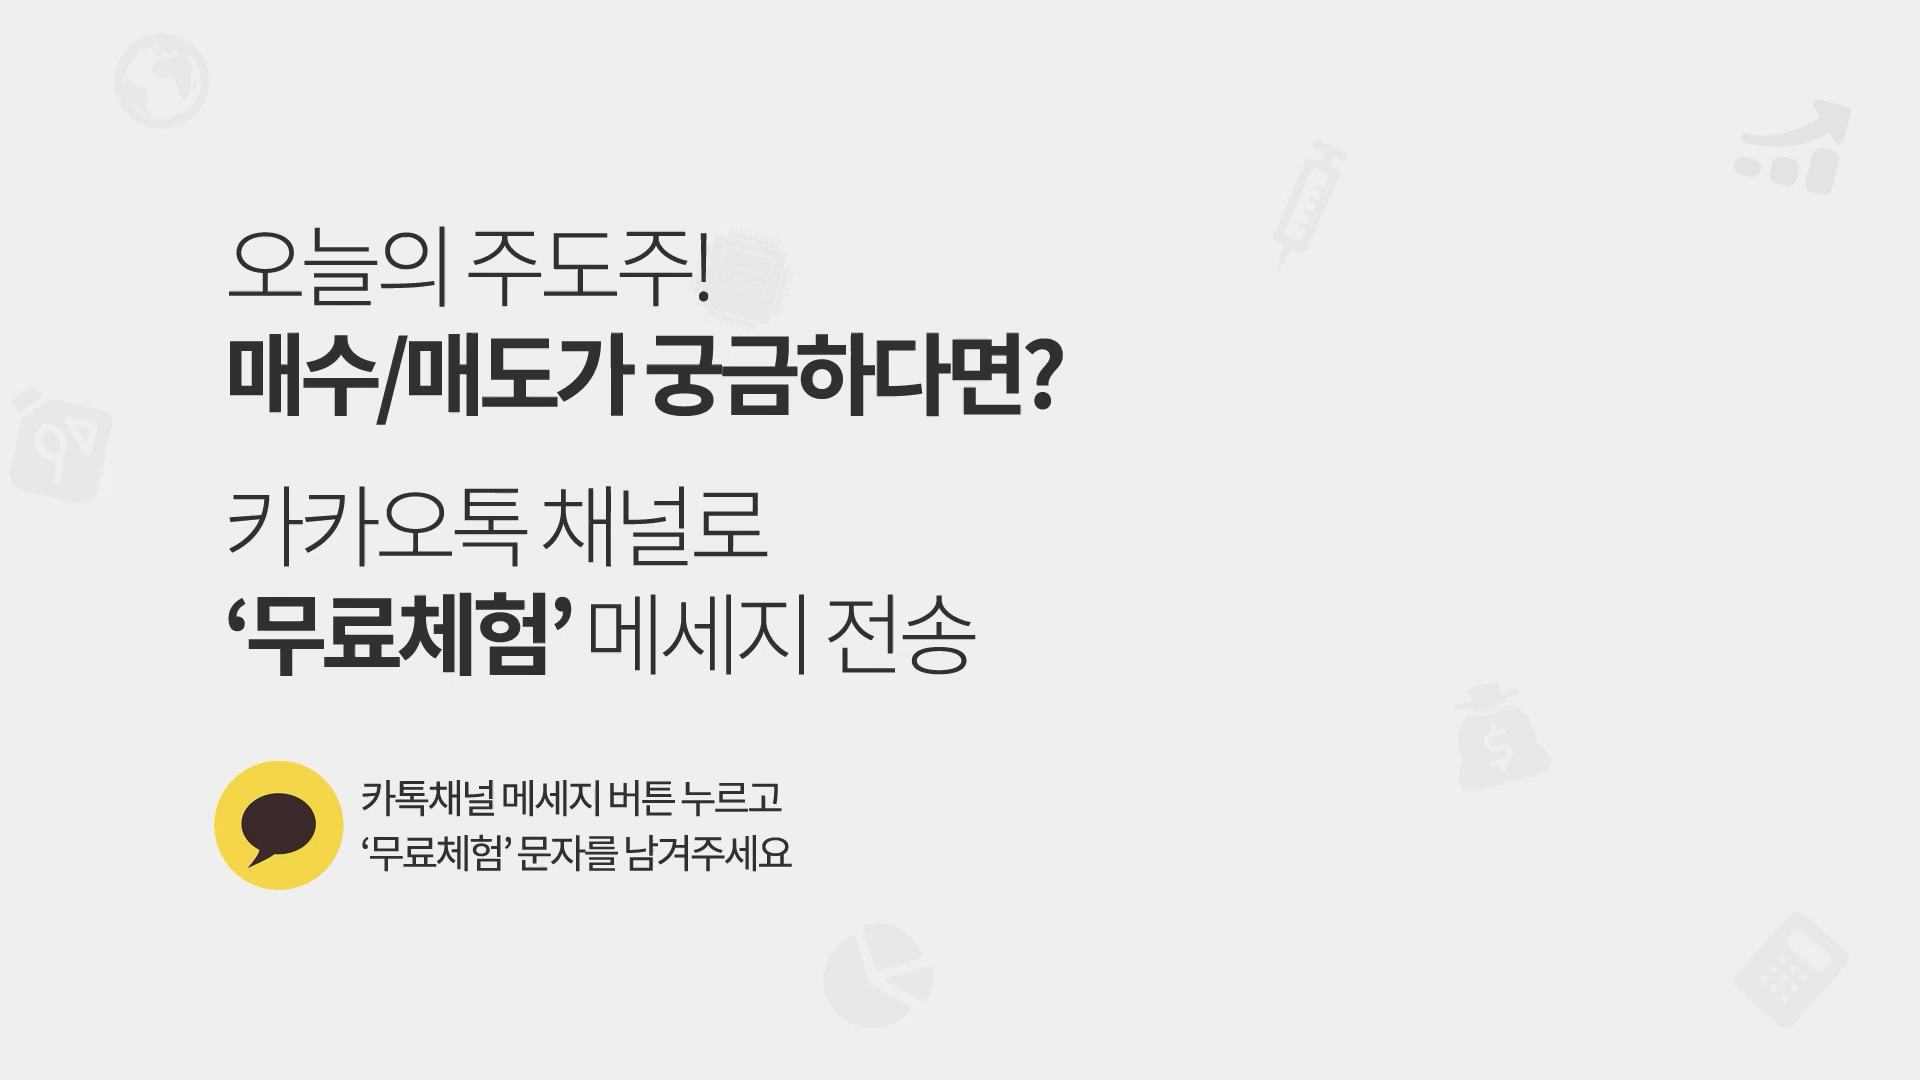 오늘의 주도주!
매수/매도가 궁금하다면?
카카오톡 채널로
‘무료체험’ 메세지 전송
카톡채널 메세지 버튼 누르고
‘무료체험’ 문자를 남겨주세요